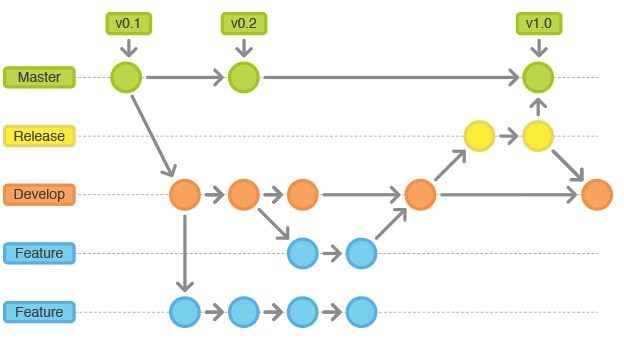 v0.1
v0.2
v1.0
Master
Release
Develop
Feature
Feature